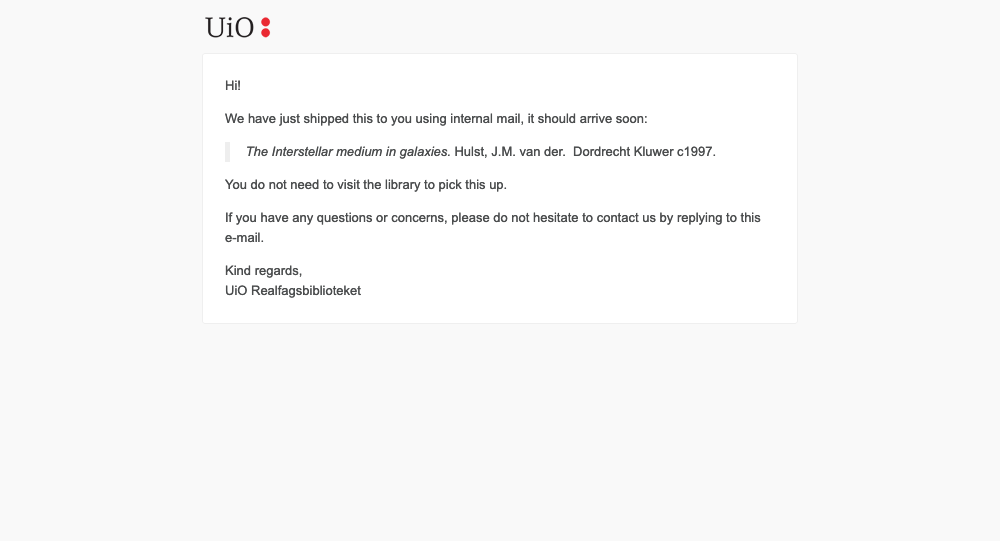 UiO:
Hi!
We have just shipped this to you using internal mail, it should arrive soon:
The Interstellar medium in galaxies. Hulst, J.M. van der.  Dordrecht Kluwer c1997.
You do not need to visit the library to pick this up.
If you have any questions or concerns, please do not hesitate to contact us by replying to this
e-mail.
Kind regards,
UiO Realfagsbiblioteket